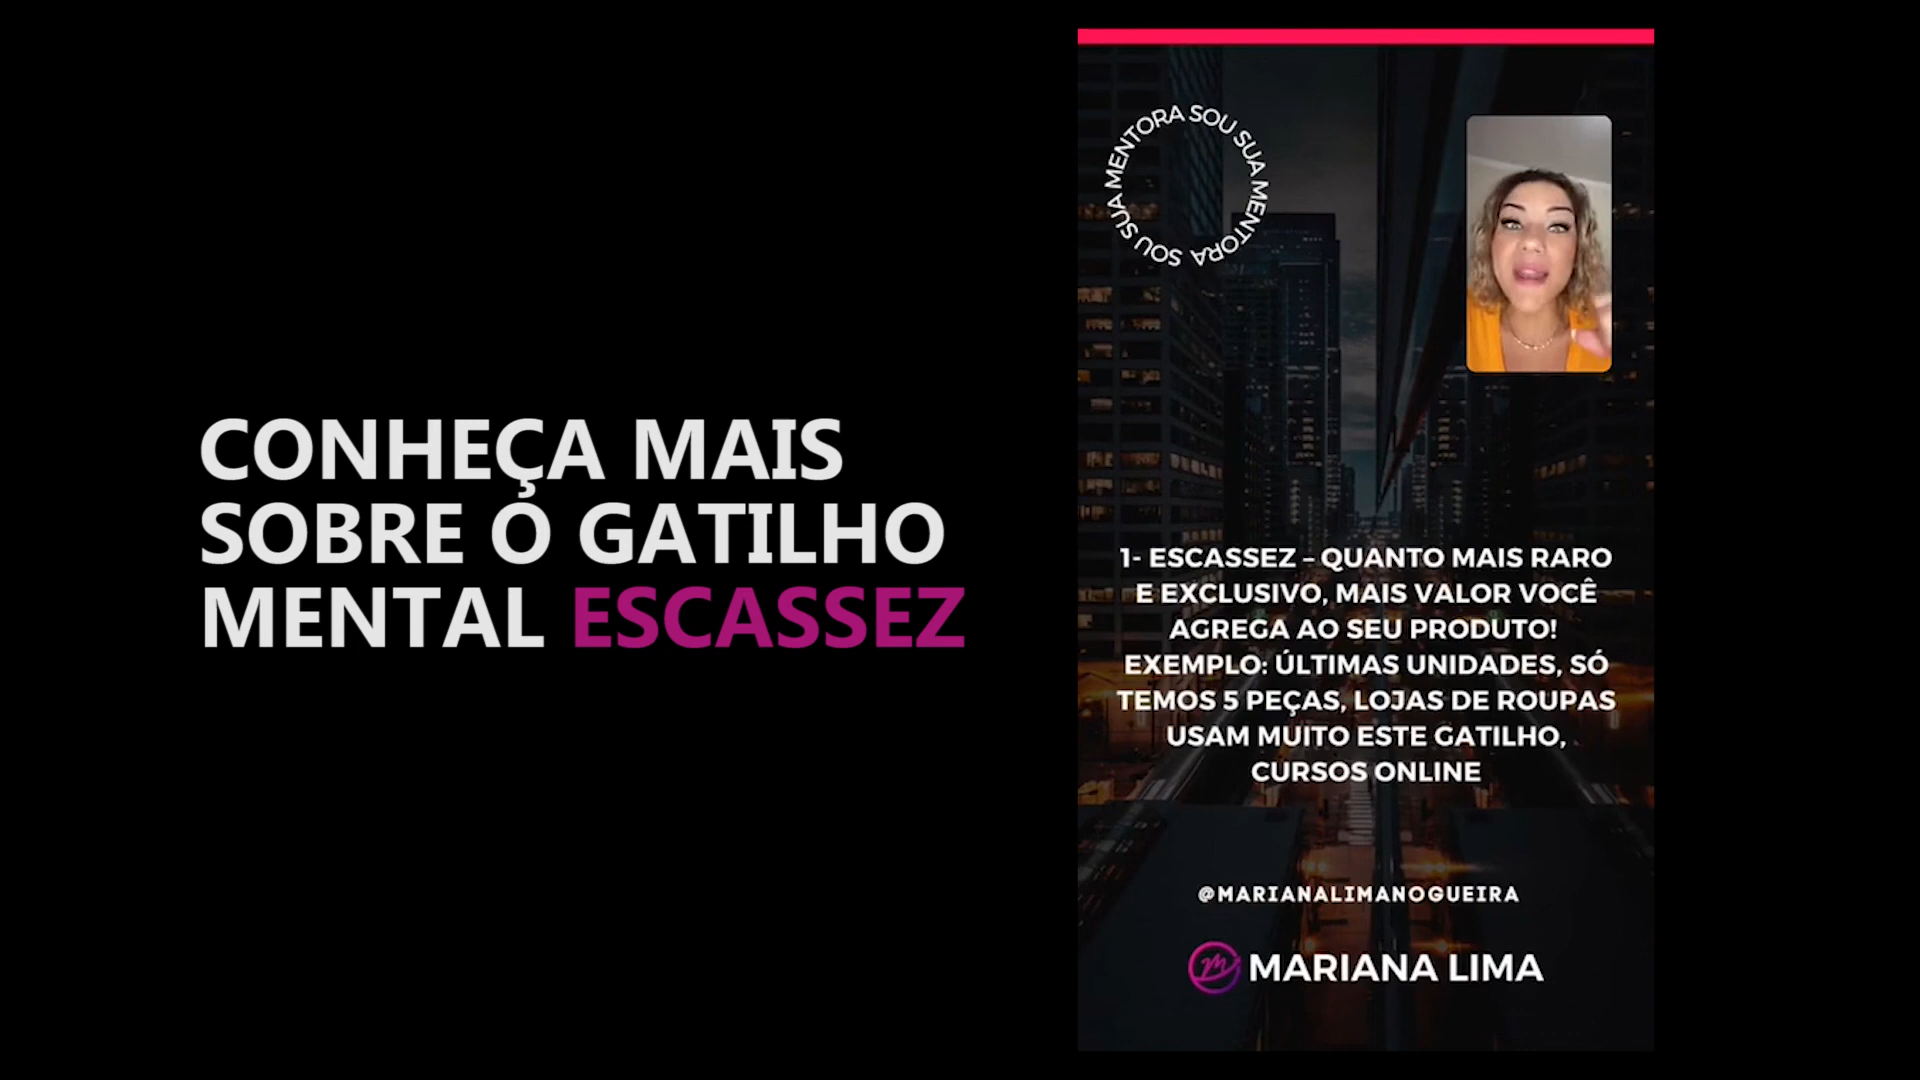 CONHEÇA MAIS
SOBRE O GATILHO
MENTAL ESCASSEZ
SOU SUA MENTORA SOU SUA MENTORA
1- ESCASSEZ – QUANTO MAIS RARO
E EXCLUSIVO, MAIS VALOR VOCÊ
AGREGA AO SEU PRODUTO!
EXEMPLO: ÚLTIMAS UNIDADES, SÓ
TEMOS 5 PEÇAS, LOJAS DE ROUPAS
USAM MUITO ESTE GATILHO,
CURSOS ONLINE
@MARIANALIMANOGUEIRA
M MARIANA LIMA